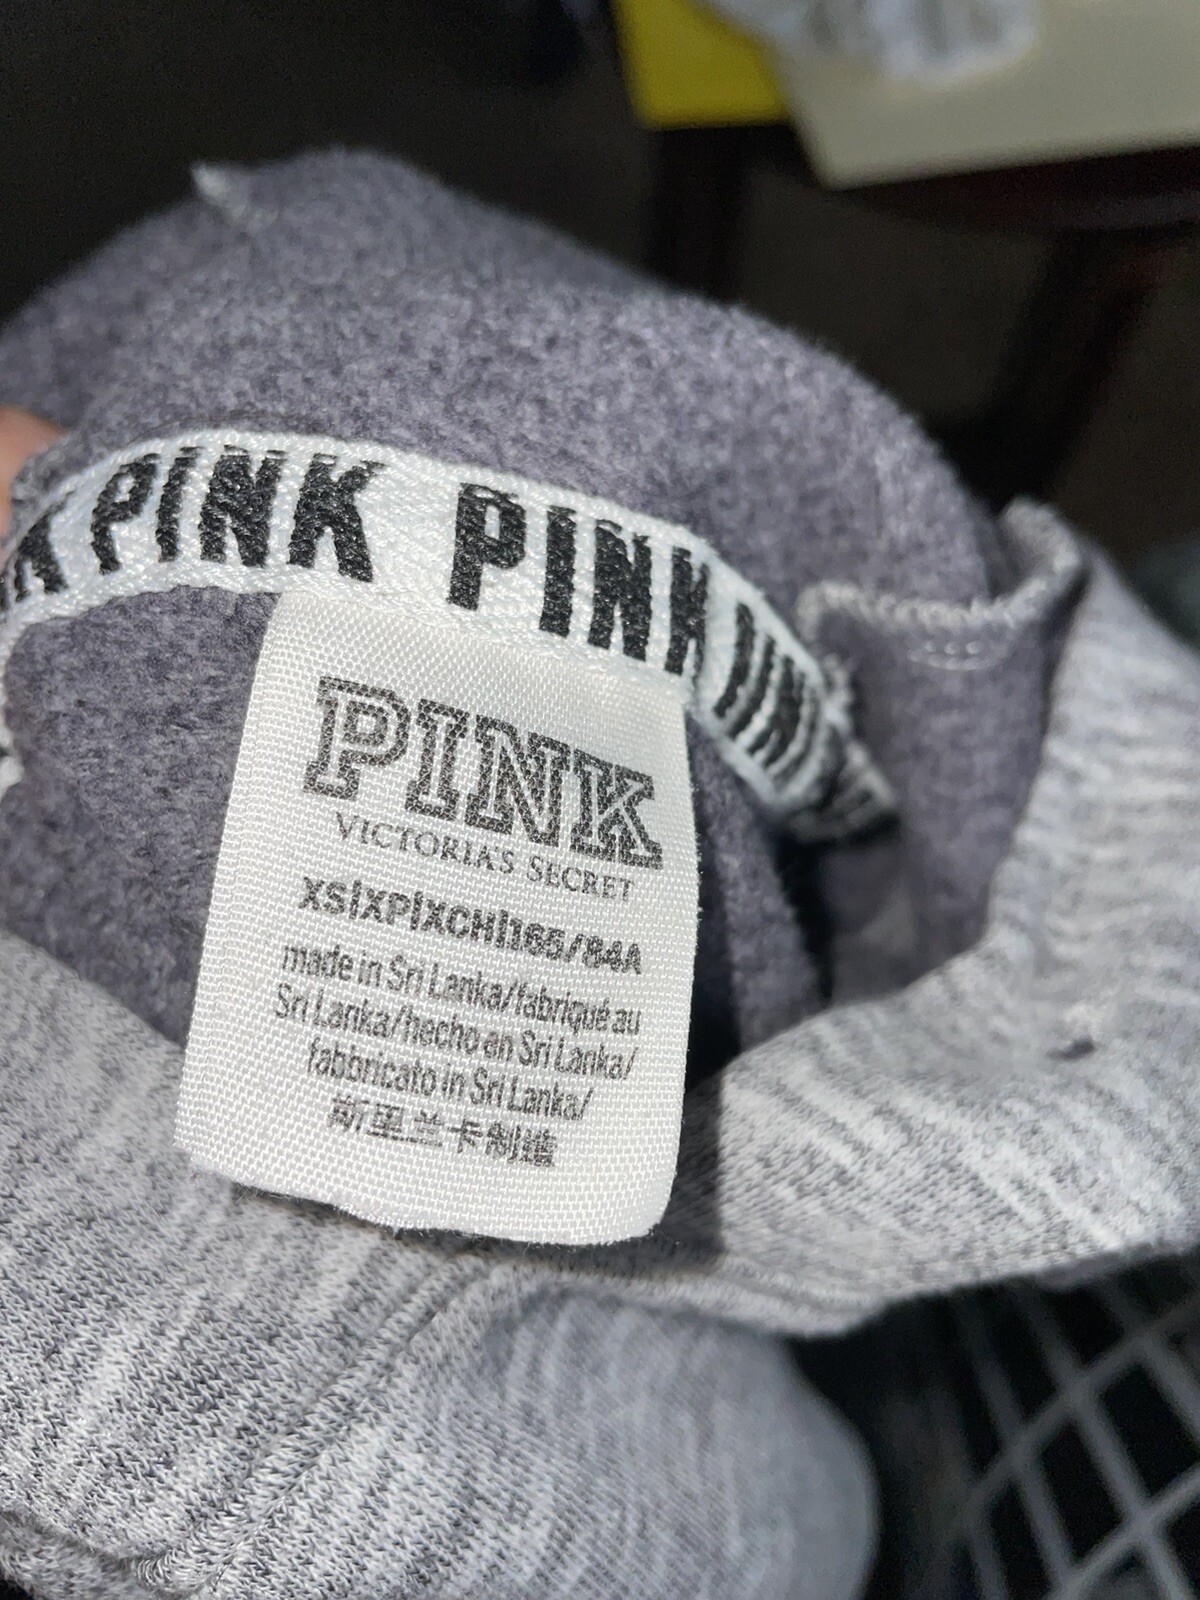 PINK PINK
PINK
VICTORIA'S SECRET
XS|XP|XCH|165/84A
made in Sri Lanka/fabriqué au
Sri Lanka/hecho en Sri Lanka/
fabbricato in Sri Lanka/
斯里兰卡制造